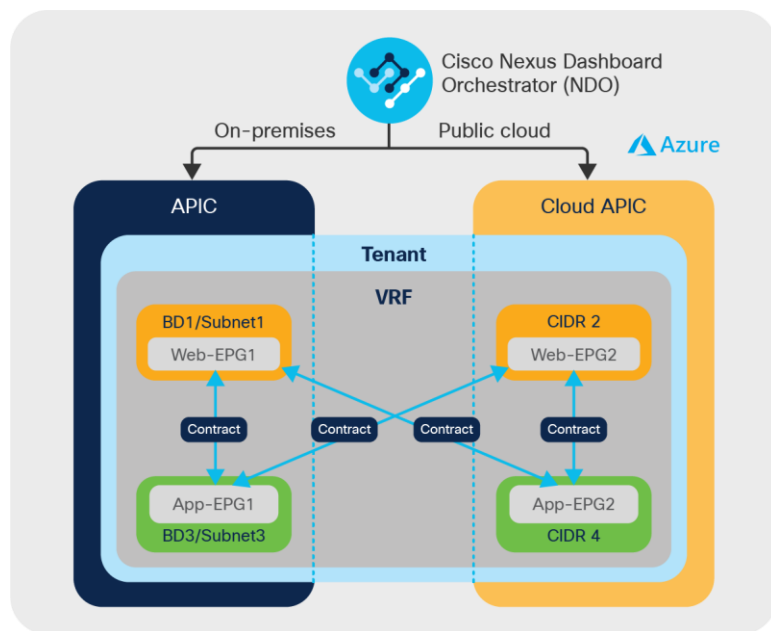 Cisco Nexus Dashboard
Orchestrator (NDO)
On-premises
Public cloud
Azure
APIC
Cloud APIC
Tenant
VRF
BD1/Subnet1
CIDR 2
Web-EPG1
Web-EPG2
Contract
Contract
Contract
Contract
App-EPG1
App-EPG2
BD3/Subnet3
CIDR 4